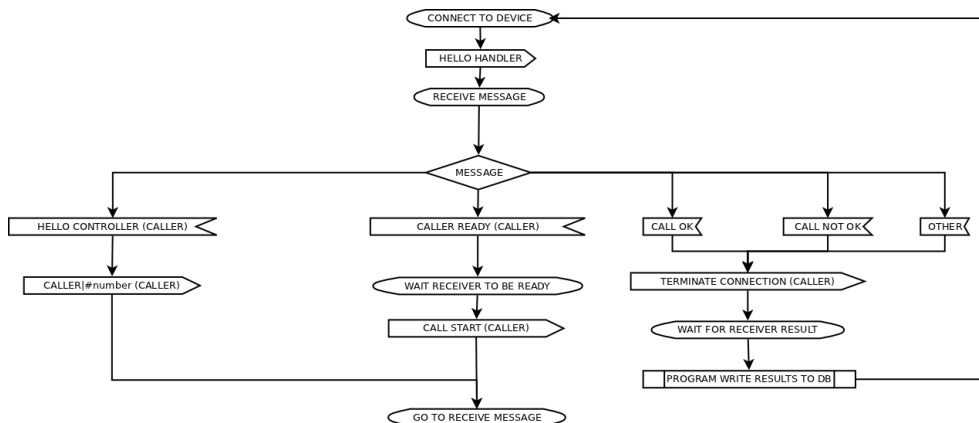 CONNECT TO DEVICE
HELLO HANDLER
RECEIVE MESSAGE
MESSAGE
HELLO CONTROLLER (CALLER)
CALLER READY (CALLER)
CALL OK
CALL NOT OK
OTHER
CALLER|#number (CALLER)
WAIT RECEIVER TO BE READY
TERMINATE CONNECTION (CALLER)
CALL START (CALLER)
WAIT FOR RECEIVER RESULT
PROGRAM WRITE RESULTS TO DB
GO TO RECEIVE MESSAGE